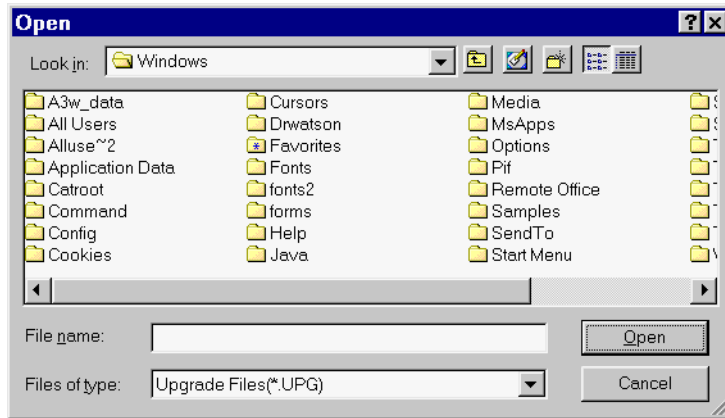 Open
Look in: Windows
A3w_data Cursors Media
All Users Drwatson MsApps
Alluse~2 Favorites Options
Application Data Fonts Pif
Catroot fonts2 Remote Office
Command forms Samples
Config Help SendTo
Cookies Java Start Menu
File name: Open
Files of type: Upgrade Files(*.UPG) Cancel